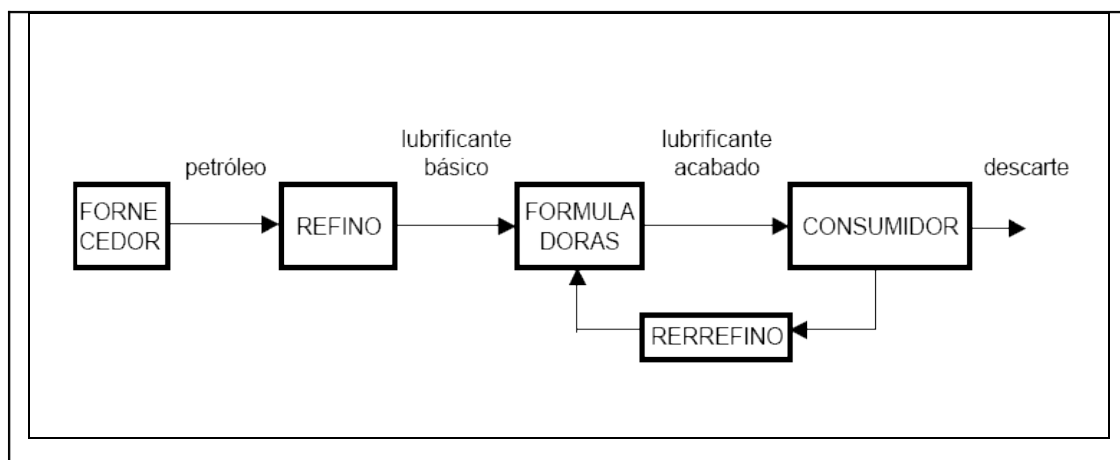 petróleo
lubrificante
básico
lubrificante
acabado
descarte
FORNE
CEDOR
REFINO
FORMULA
DORAS
CONSUMIDOR
RERREFINO